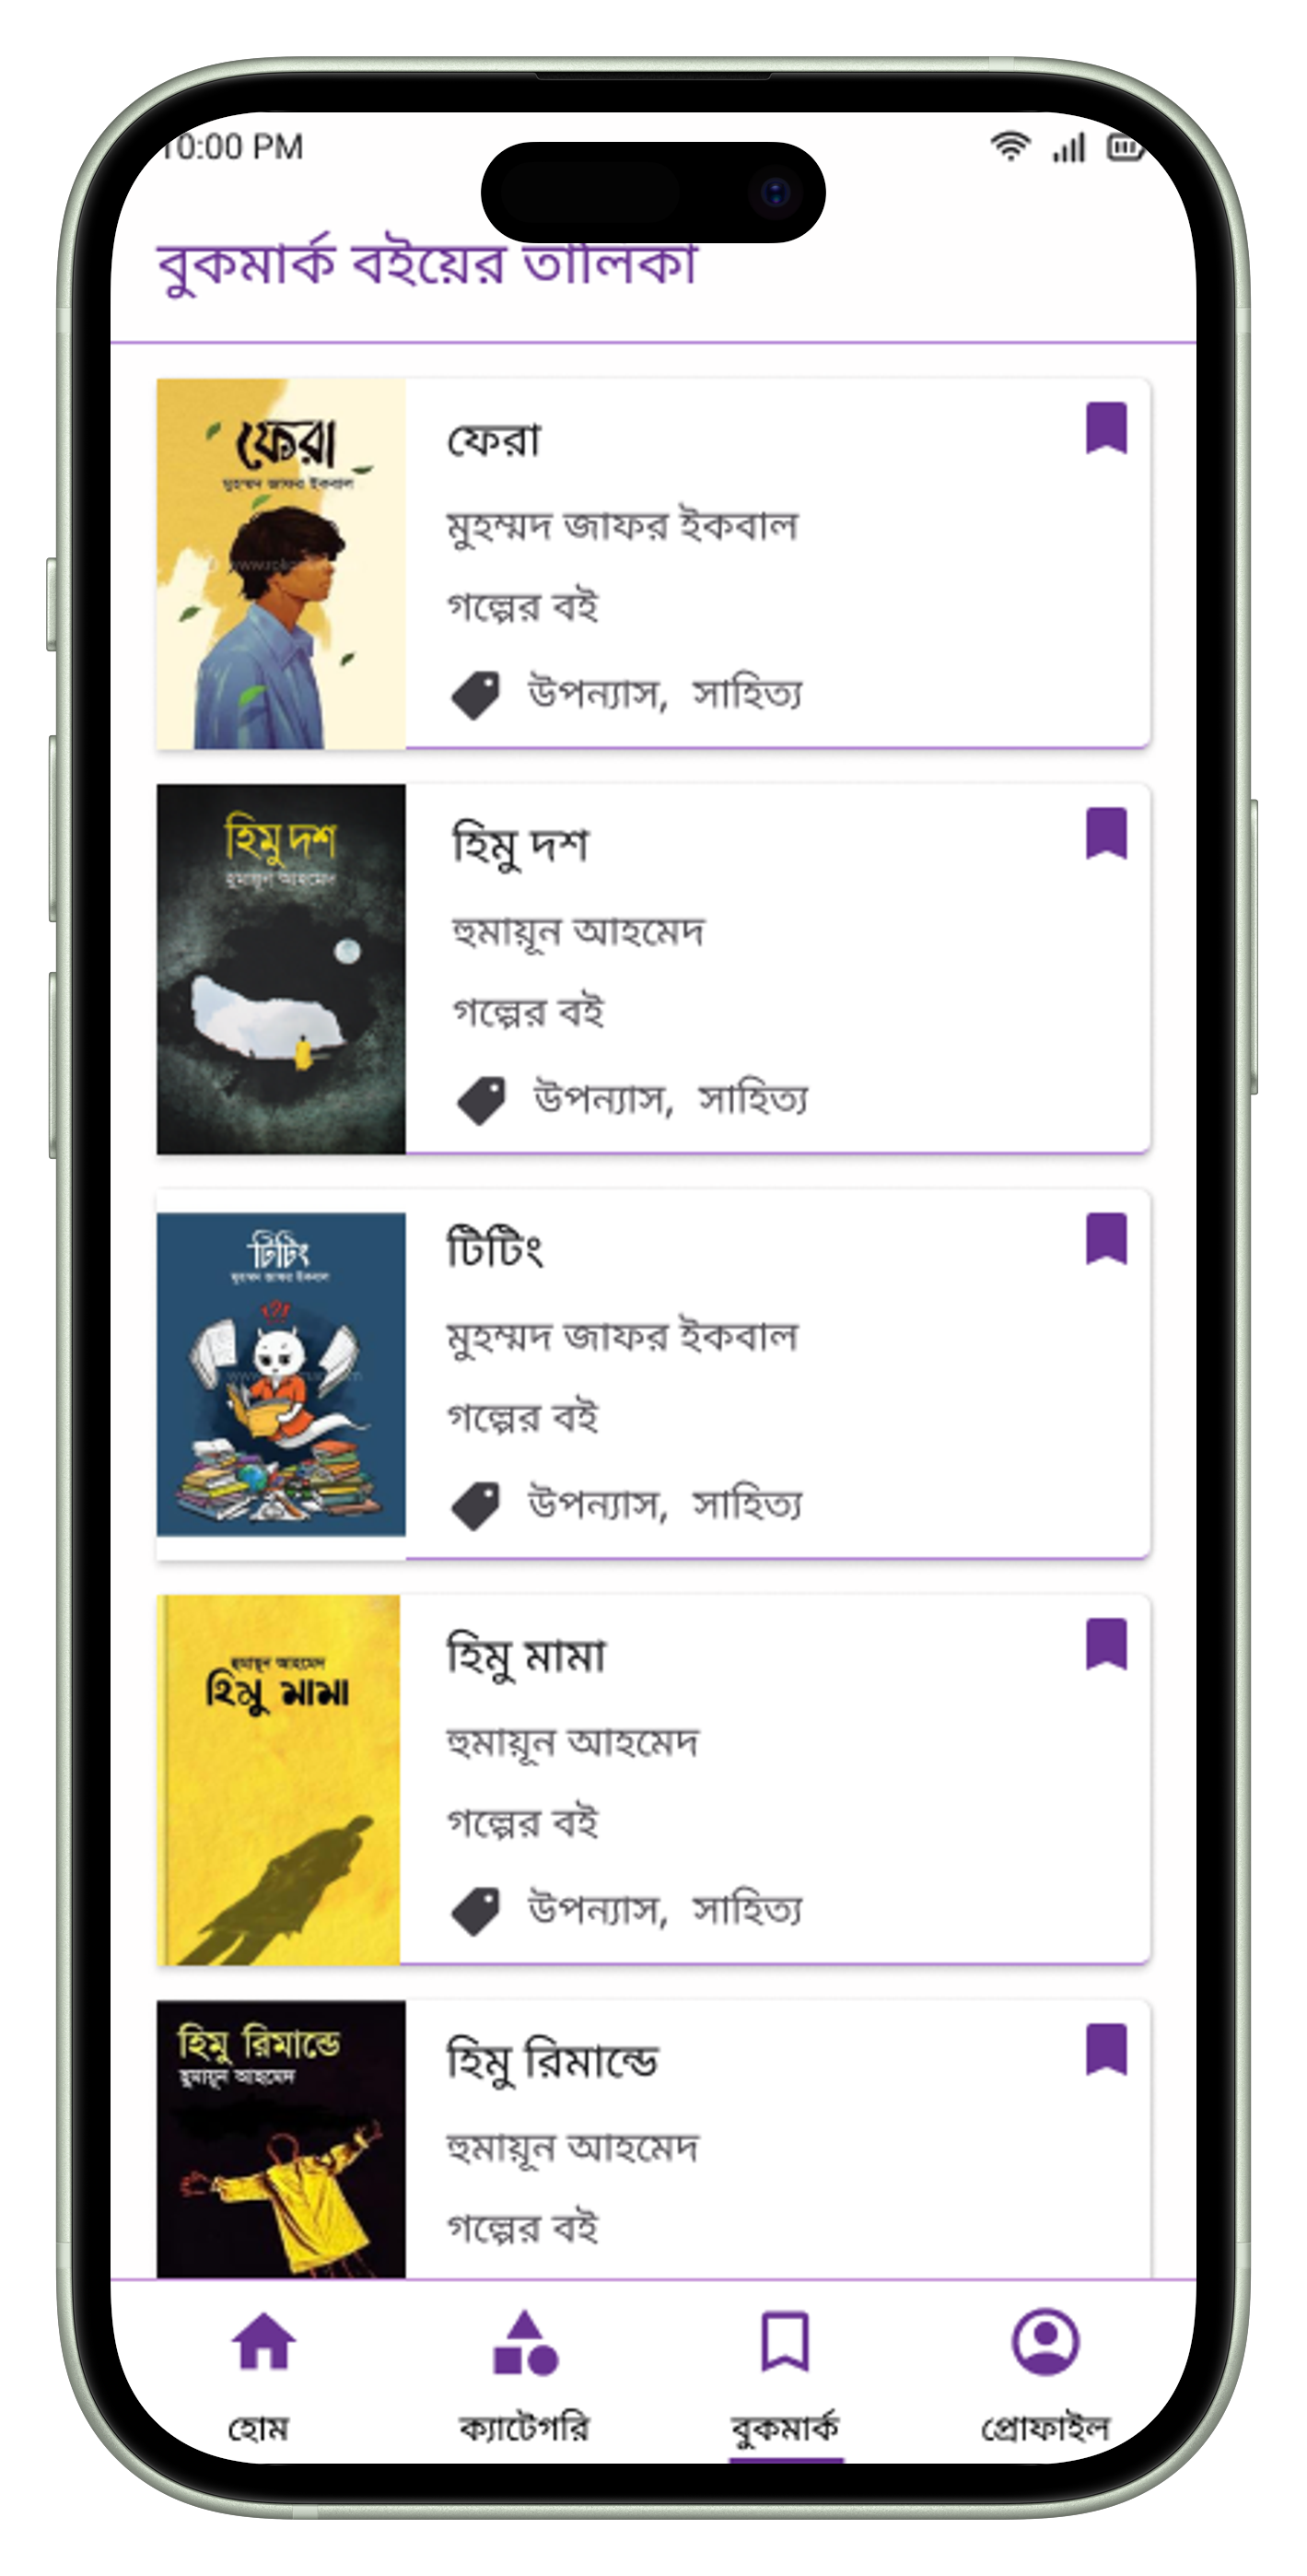 10:00 PM
বুকমার্ক বইয়ের তালিকা
ফেরা
মুহম্মদ জাফর ইকবাল
ফেরা
মুহম্মদ জাফর ইকবাল
গল্পের বই
উপন্যাস, সাহিত্য
হিমু দশ
হুমায়ূন আহমেদ
হিমু দশ
হুমায়ূন আহমেদ
গল্পের বই
উপন্যাস, সাহিত্য
টিটিং
মুহম্মদ জাফর ইকবাল
টিটিং
মুহম্মদ জাফর ইকবাল
গল্পের বই
উপন্যাস, সাহিত্য
হুমায়ূন আহমেদ
হিমু মামা
হিমু মামা
হুমায়ূন আহমেদ
গল্পের বই
উপন্যাস, সাহিত্য
হিমু রিমান্ডে
হুমায়ূন আহমেদ
হিমু রিমান্ডে
হুমায়ূন আহমেদ
গল্পের বই
হোম
ক্যাটেগরি
বুকমার্ক
প্রোফাইল